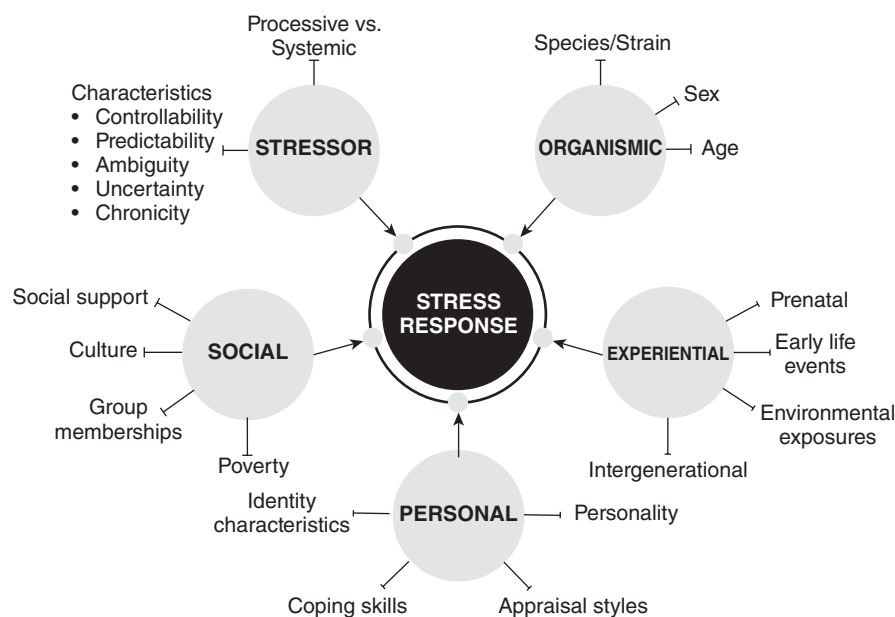 Processive vs.
Systemic
Characteristics
• Controllability
• Predictability
• Ambiguity
• Uncertainty
• Chronicity
STRESSOR
Species/Strain
Sex
Age
ORGANISMIC
STRESS
RESPONSE
Social support
Culture
Group
memberships
Poverty
SOCIAL
Prenatal
Early life
events
Environmental
exposures
Intergenerational
EXPERIENTIAL
Identity
characteristics
PERSONAL
Personality
Coping skills
Appraisal styles